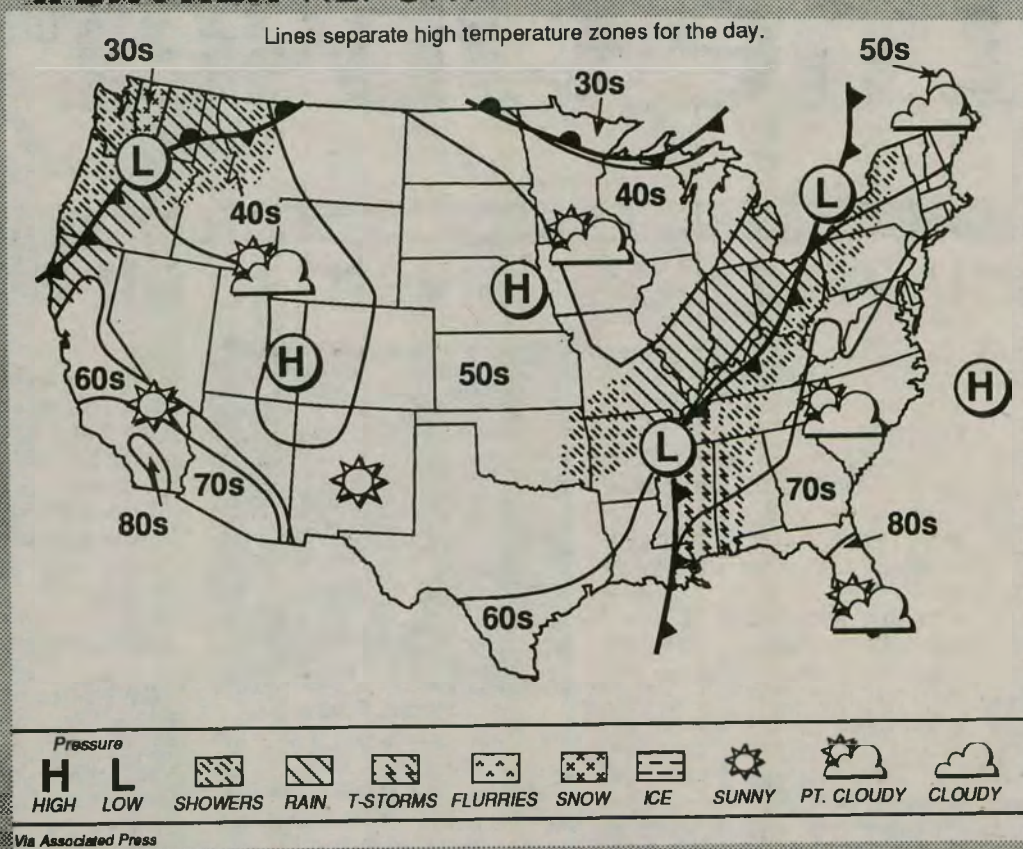 Lines separate high temperature zones for the day.
30s
50s
30s
L
L
40s
40s
H
H
50s
60s
H
L
70s
70s
80s
80s
60s
Pressure
H L
HIGH LOW SHOWERS RAIN T-STORMS FLURRIES SNOW ICE SUNNY PT. CLOUDY CLOUDY
Via Associated Press